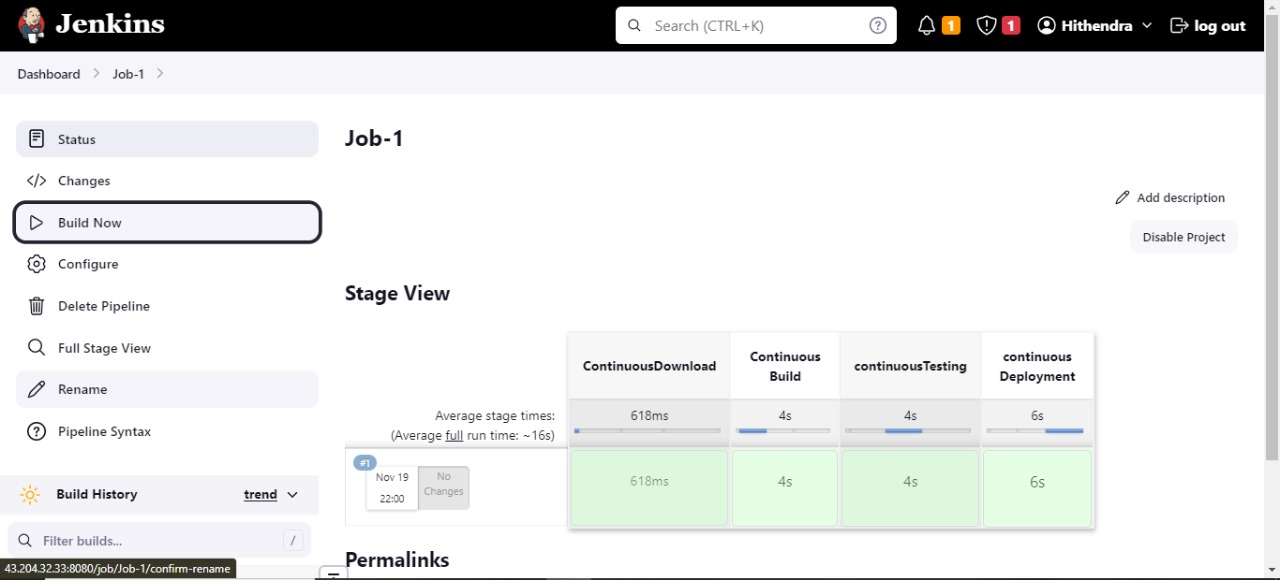 Jenkins
Search (CTRL+K)
1
1
Hithendra
log out
Dashboard
Job-1
Status
Changes
Build Now
Configure
Delete Pipeline
Full Stage View
Rename
Pipeline Syntax
Build History
trend
Filter builds...
/
43.204.32.33:8080/job/Job-1/confirm-rename
Job-1
Add description
Disable Project
Stage View
ContinuousDownload
Continuous
Build
continuousTesting
continuous
Deployment
Average stage times:
(Average full run time: ~16s)
618ms
4s
4s
6s
#1
Nov 19
22:00
No
Changes
618ms
4s
4s
6s
Permalinks